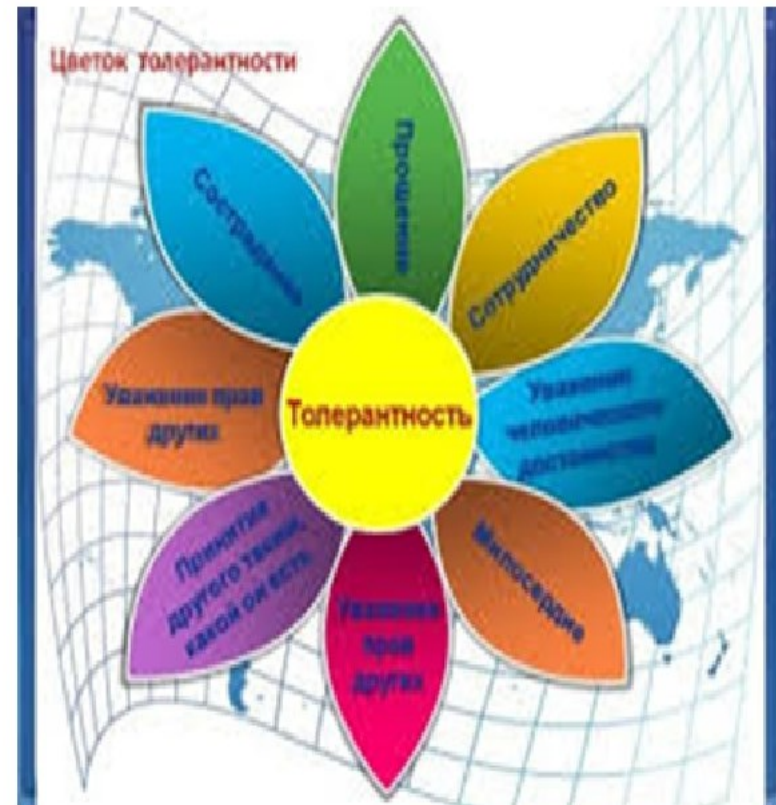 Цветок толерантности
Прощение
Сотрудничество
Уважение
человеческого
достоинства
Милосердие
Уважение
прав
других
Принятие
другого таким,
какой он есть
Уважение прав
других
Сострадание
Толерантность